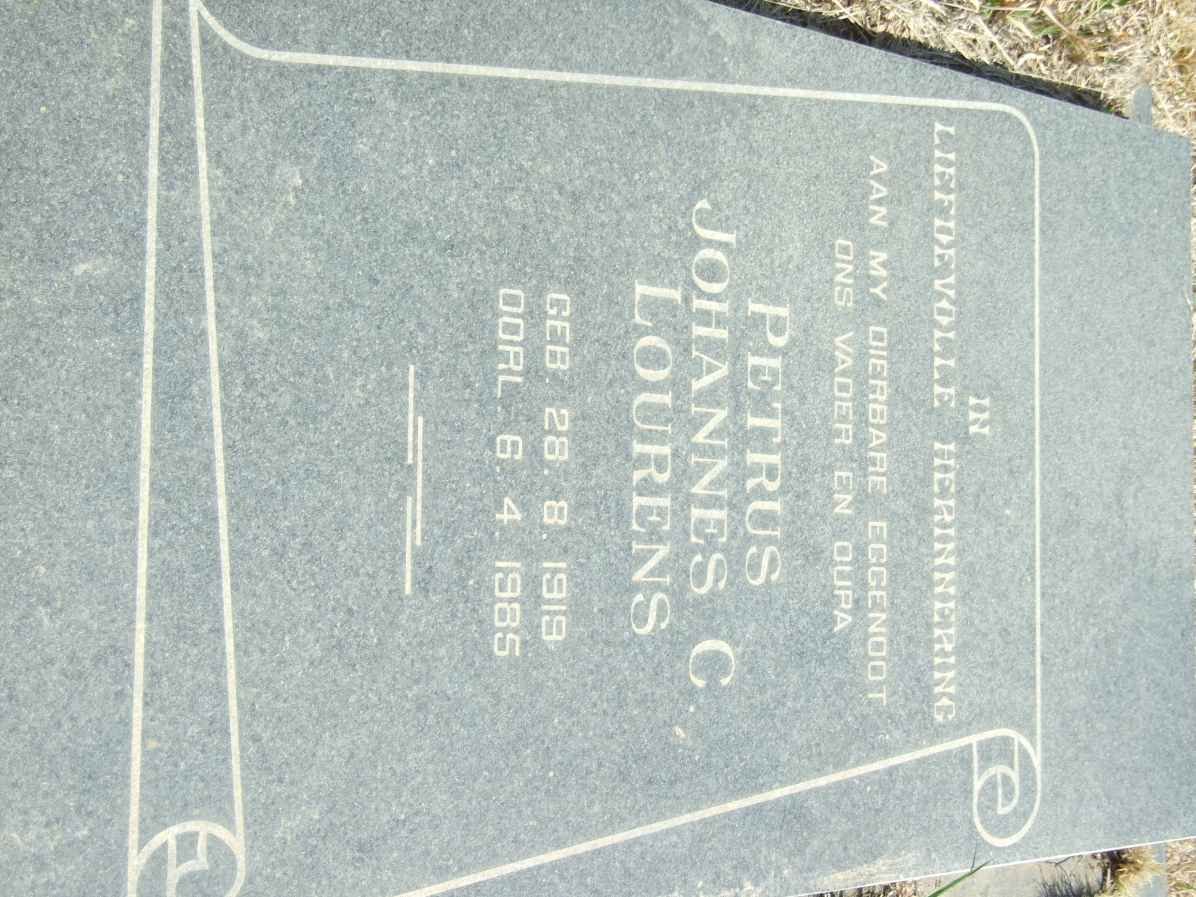 IN
LIEFDEVOLLE HERINNERING
AAN MY DIERBARE EGGENOOT
ONS VADER EN OUPA
PETRUS
JOHANNES C
LOURENS
GEB. 28. 8. 1919
OORL. 6. 4. 1985